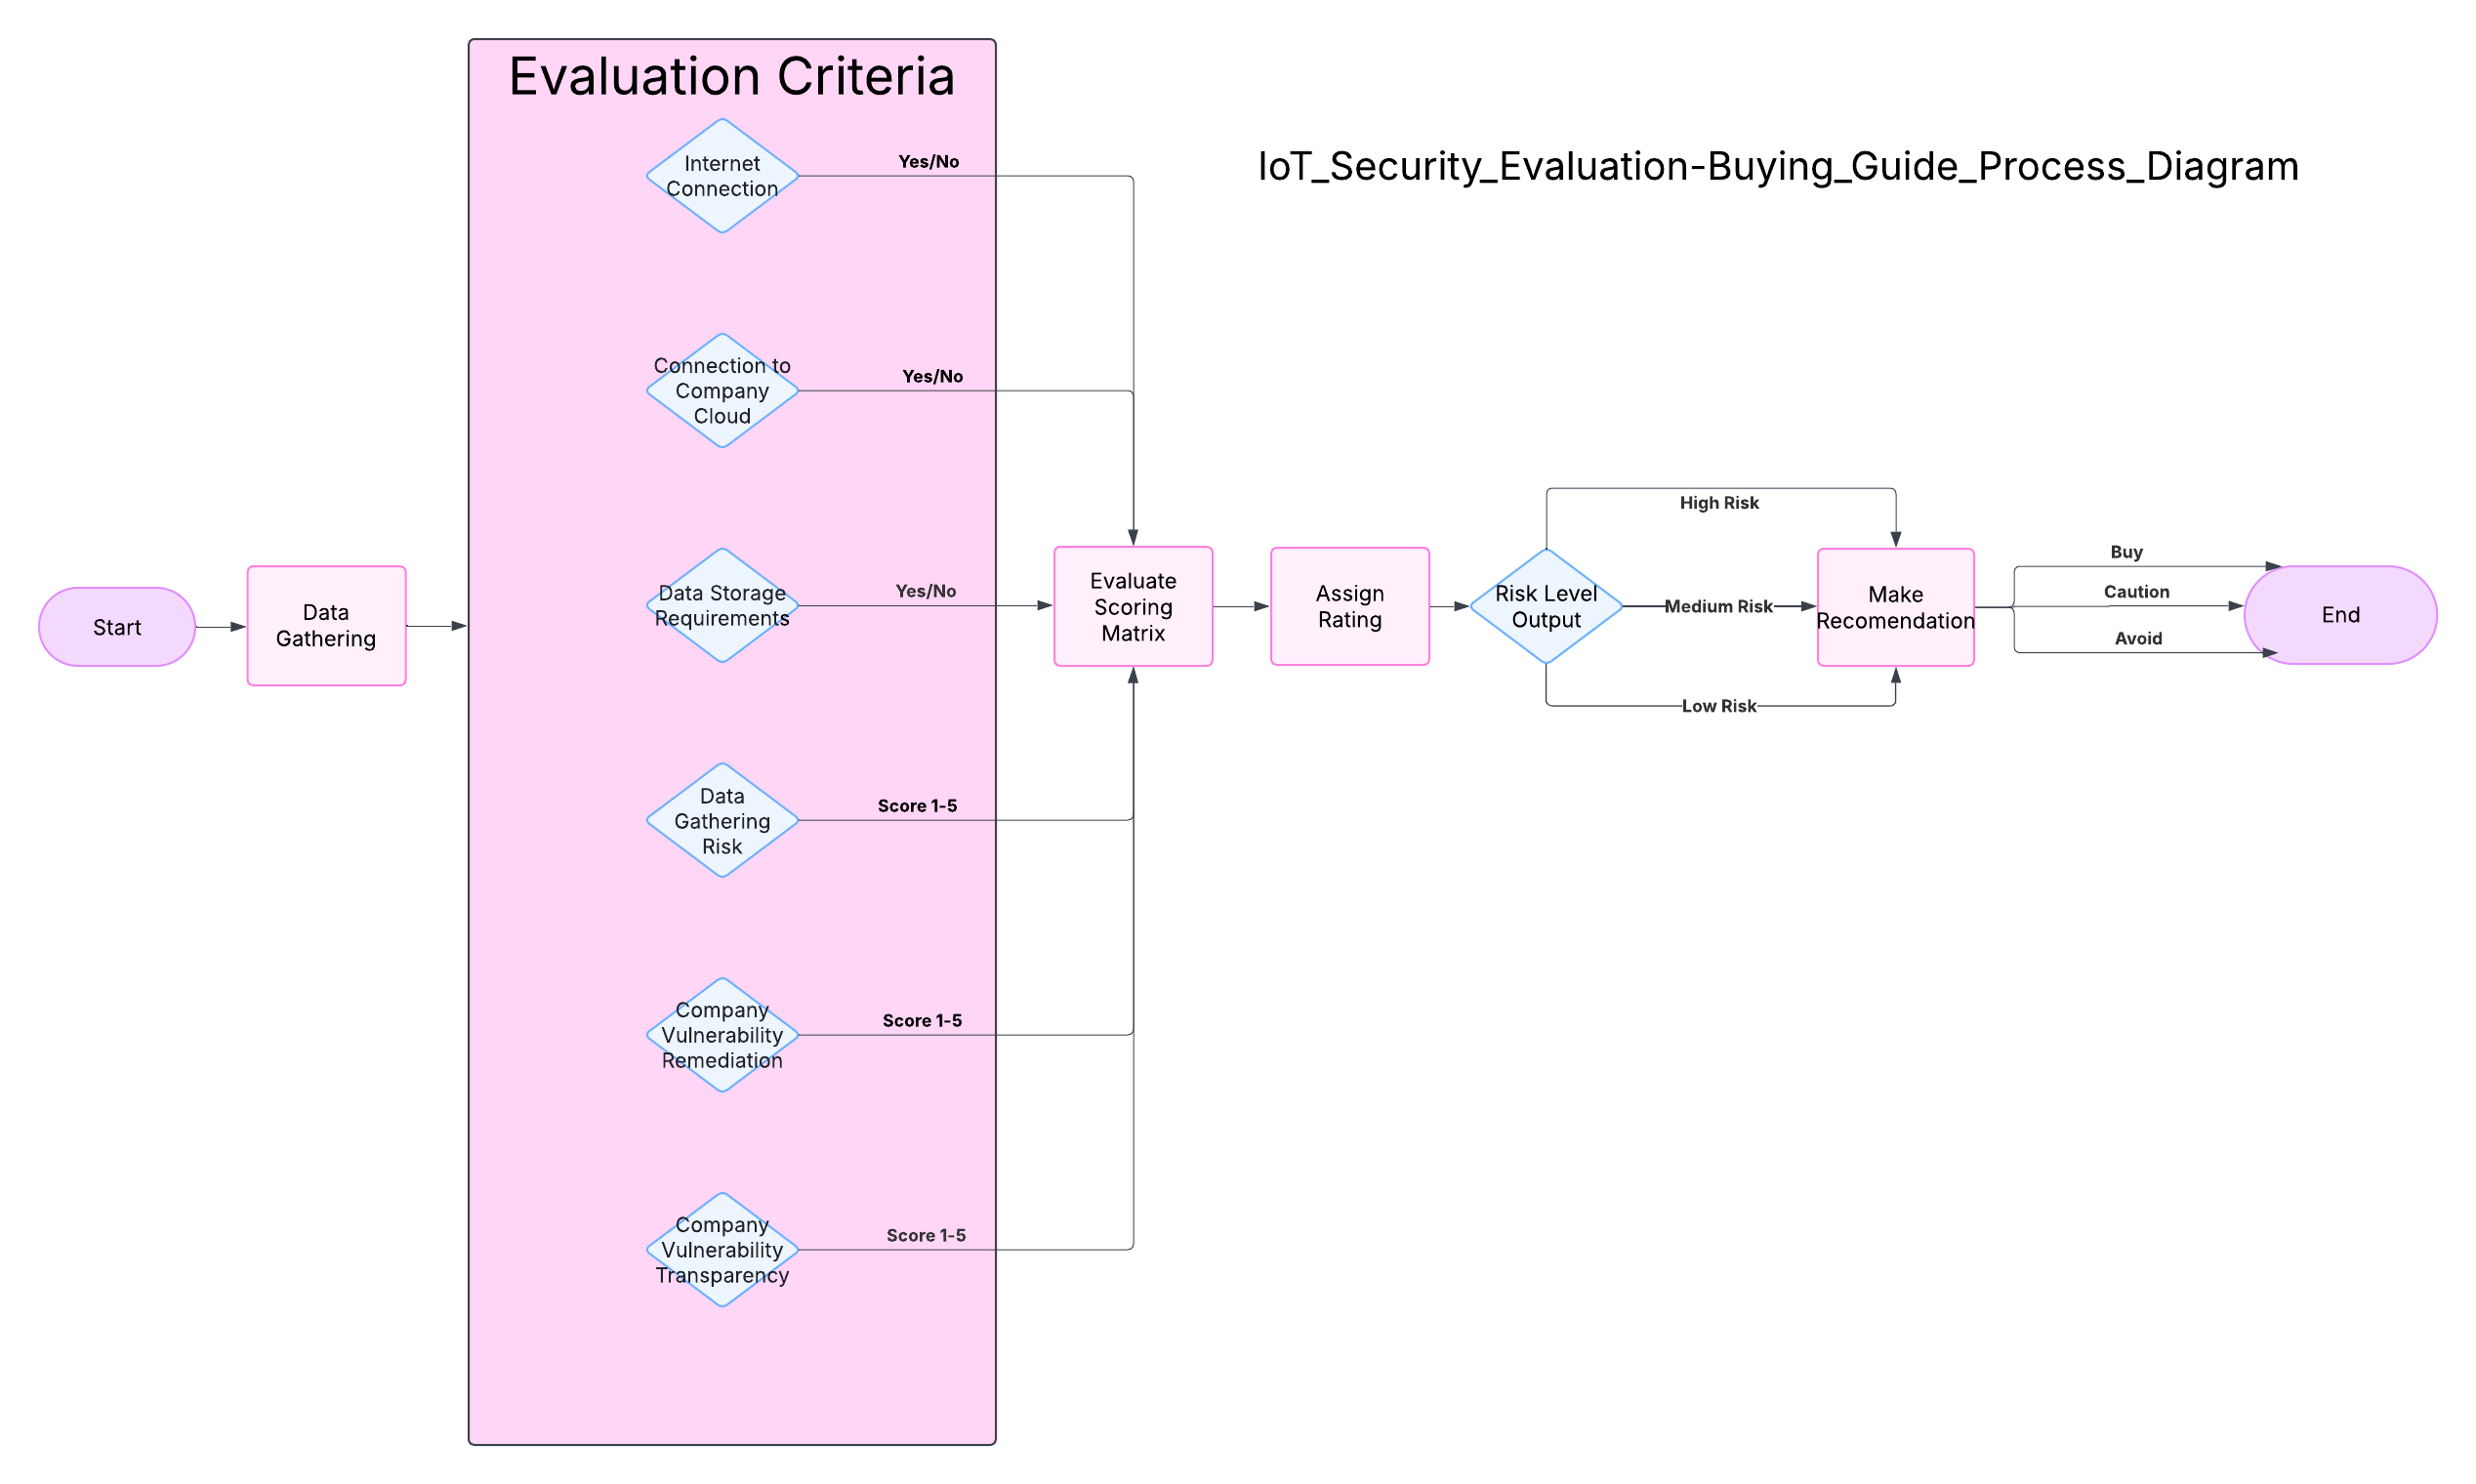 Evaluation Criteria
IoT_Security_Evaluation-Buying_Guide_Process_Diagram
Start
Data
Gathering
Internet
Connection
Yes/No
Connection to
Company
Cloud
Yes/No
Data Storage
Requirements
Yes/No
Data
Gathering
Risk
Score 1-5
Company
Vulnerability
Remediation
Score 1-5
Company
Vulnerability
Transparency
Score 1-5
Evaluate
Scoring
Matrix
Assign
Rating
Risk Level
Output
High Risk
Medium Risk
Low Risk
Make
Recomendation
Buy
Caution
Avoid
End